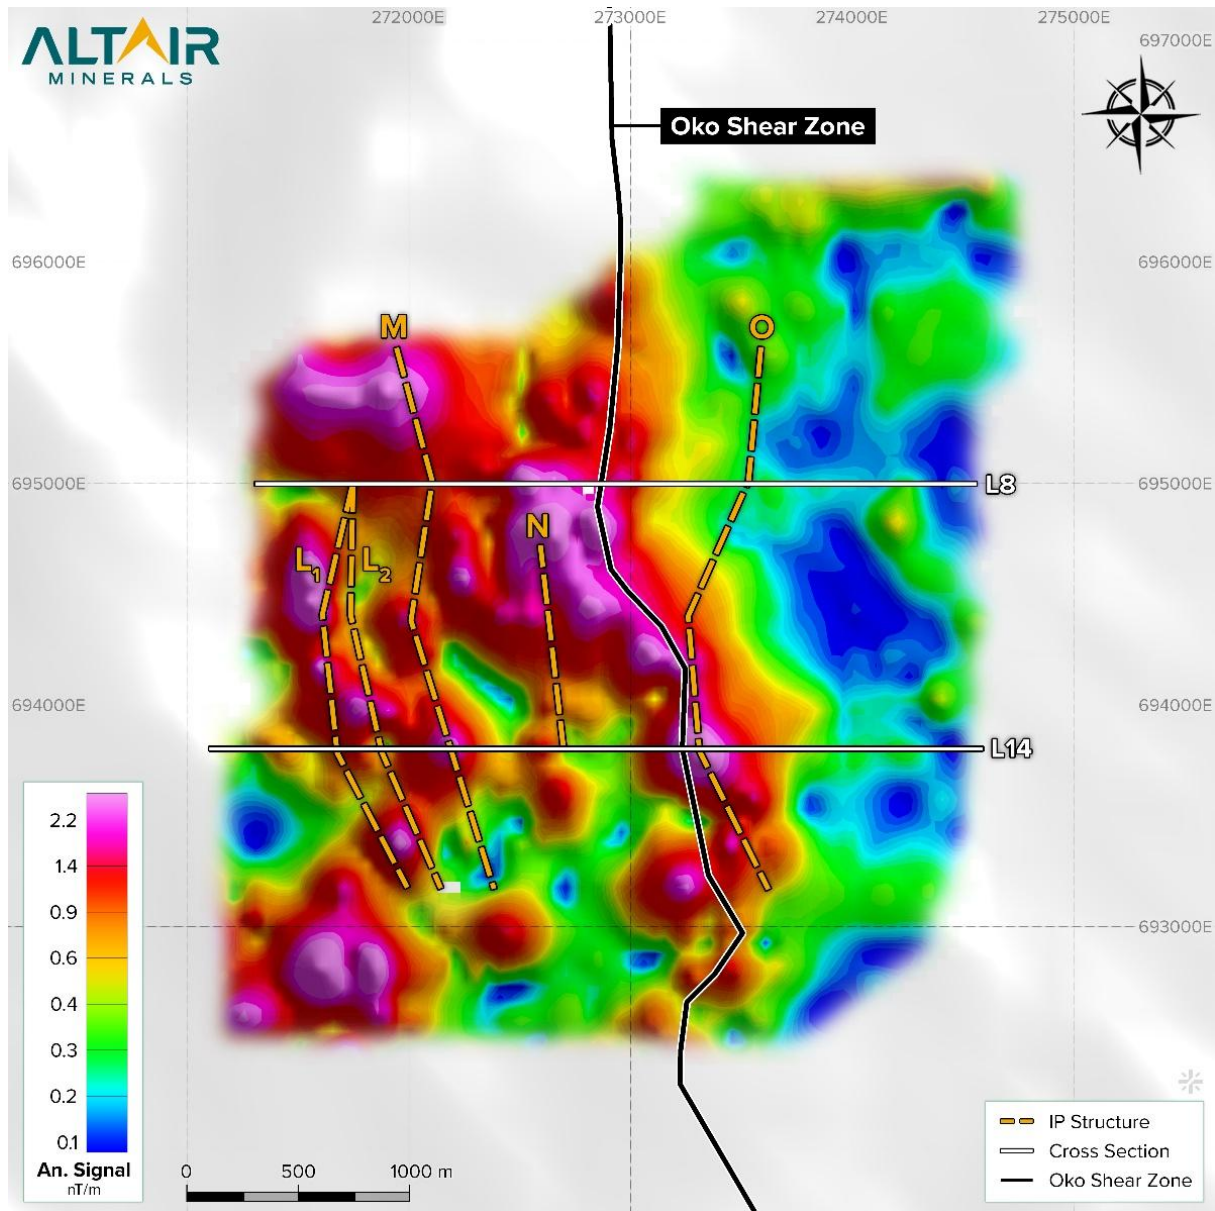 ALTAIR
MINERALS
272000E 273000E 274000E 275000E
697000E
Oko Shear Zone
696000E 696000E
M O
695000E L8 695000E
N
L1 L2
694000E 694000E
L14
693000E
2.2
1.4
0.9
0.6
0.4
0.3
0.2
0.1
An. Signal
nT/m
0 500 1000 m
IP Structure
Cross Section
Oko Shear Zone